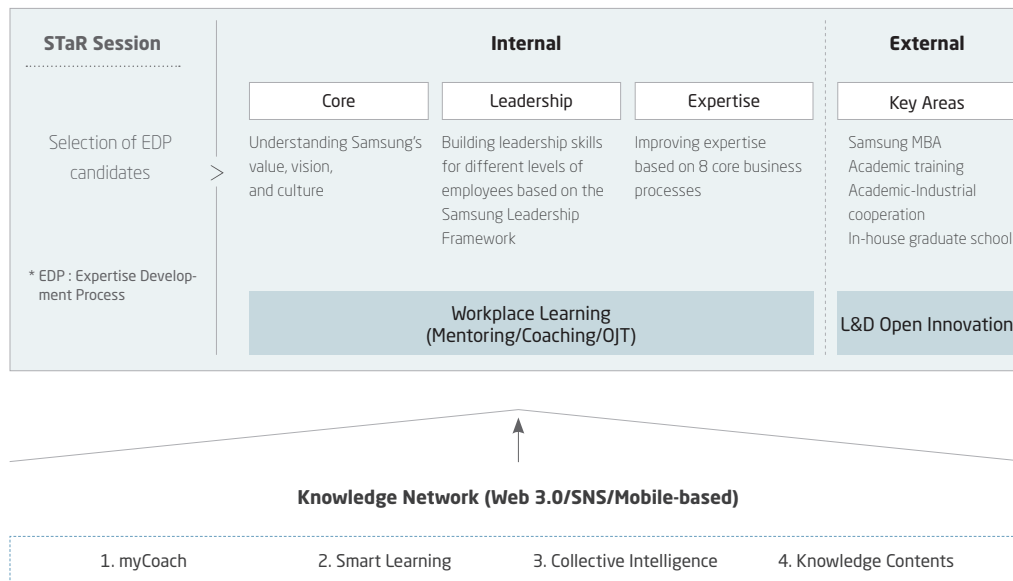 STaR Session
Selection of EDP
candidates
* EDP : Expertise Develop-
ment Process
>
Internal
Core
Understanding Samsung's
value, vision,
and culture
Leadership
Building leadership skills
for different levels of
employees based on the
Samsung Leadership
Framework
Expertise
Improving expertise
based on 8 core business
processes
Workplace Learning
(Mentoring/Coaching/OJT)
External
Key Areas
Samsung MBA
Academic training
Academic-Industrial
cooperation
In-house graduate school
L&D Open Innovation
Knowledge Network (Web 3.0/SNS/Mobile-based)
1. myCoach
2. Smart Learning
3. Collective Intelligence
4. Knowledge Contents